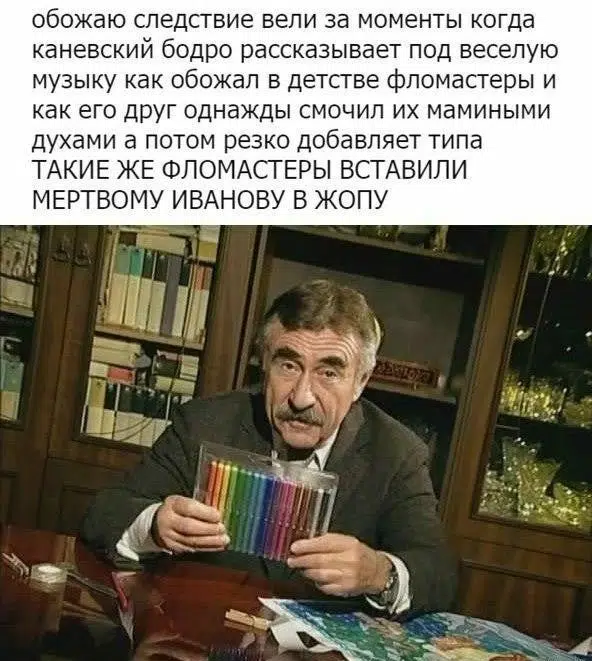 обожаю следствие вели за моменты когда
каневский бодро рассказывает под веселую
музыку как обожал в детстве фломастеры и
как его друг однажды смочил их мамиными
духами а потом резко добавляет типа
ТАКИЕ ЖЕ ФЛОМАСТЕРЫ ВСТАВИЛИ
МЕРТВОМУ ИВАНОВУ В ЖОПУ